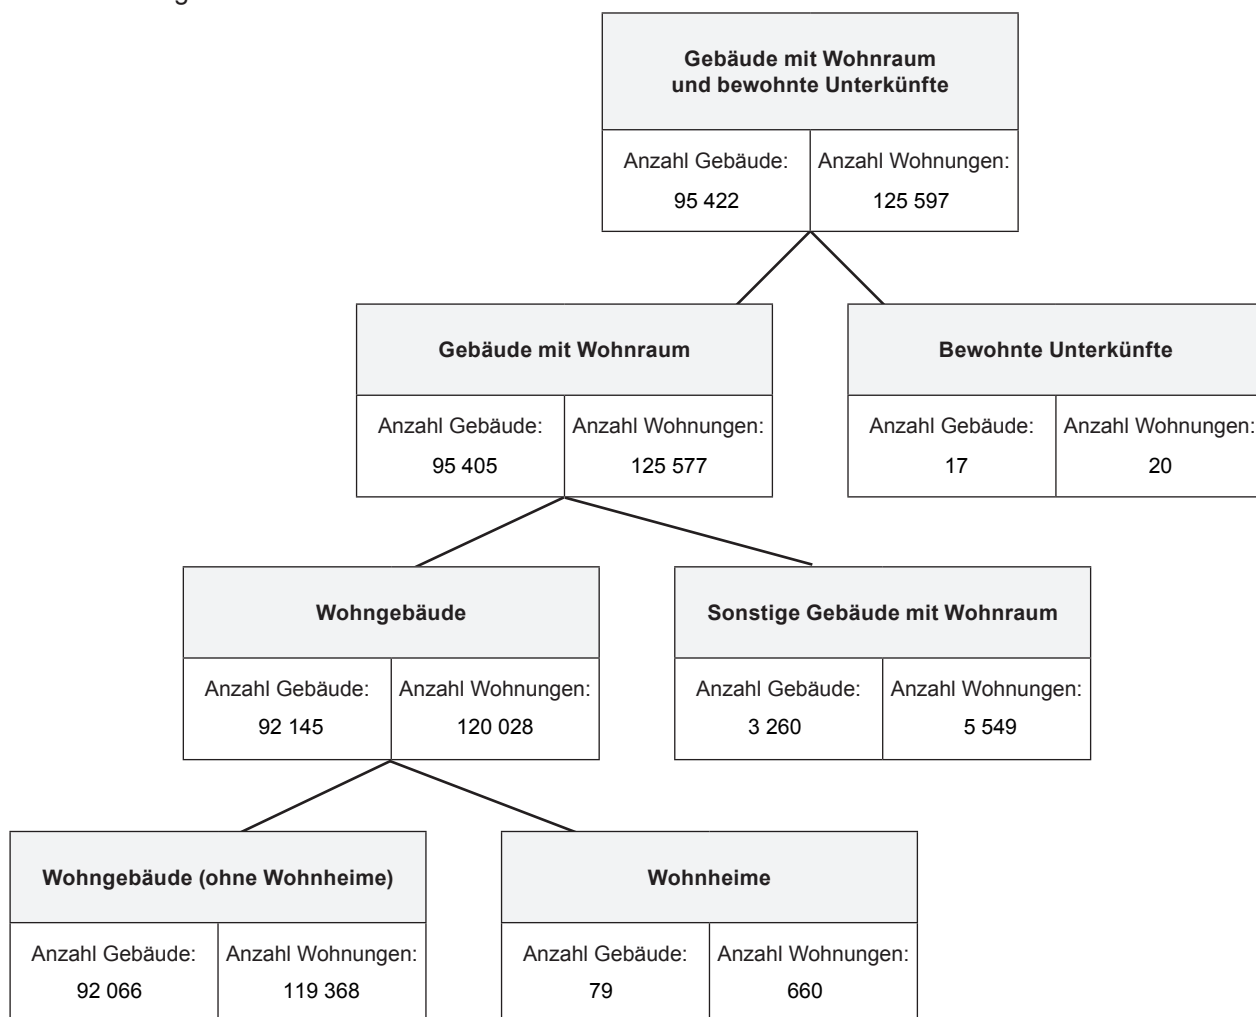 Gebäude mit Wohnraum
und bewohnte Unterkünfte
Anzahl Gebäude:
95 422
Anzahl Wohnungen:
125 597
Gebäude mit Wohnraum
Anzahl Gebäude:
95 405
Anzahl Wohnungen:
125 577
Bewohnte Unterkünfte
Anzahl Gebäude:
17
Anzahl Wohnungen:
20
Wohngebäude
Anzahl Gebäude:
92 145
Anzahl Wohnungen:
120 028
Sonstige Gebäude mit Wohnraum
Anzahl Gebäude:
3 260
Anzahl Wohnungen:
5 549
Wohngebäude (ohne Wohnheime)
Anzahl Gebäude:
92 066
Anzahl Wohnungen:
119 368
Wohnheime
Anzahl Gebäude:
79
Anzahl Wohnungen:
660